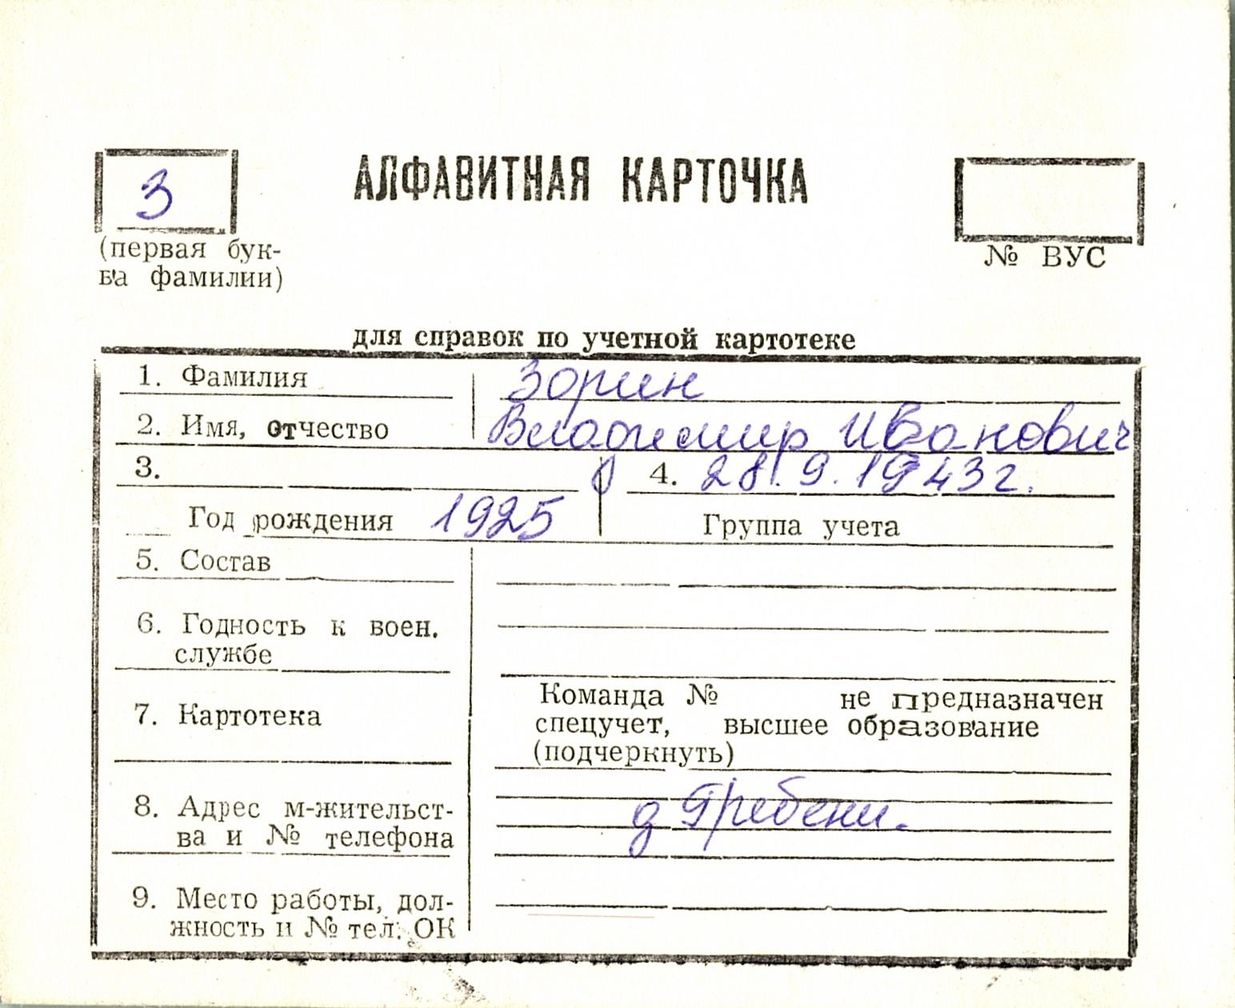 З
АЛФАВИТНАЯ КАРТОЧКА
(первая бук-
ва фамилии)
№ ВУС
для справок по учетной картотеке
1. Фамилия Зорин
2. Имя, отчество Владимир Иванович
3. 4. 28.9.1943г.
Год рождения 1925 Группа учета
5. Состав
6. Годность к воен.
службе
7. Картотека
Команда № не предназначен
спецучет, высшее образование
(подчеркнуть)
8. Адрес м-жительст-
ва и № телефона
д Гребени.
9. Место работы, дол-
жность и № тел. ОК